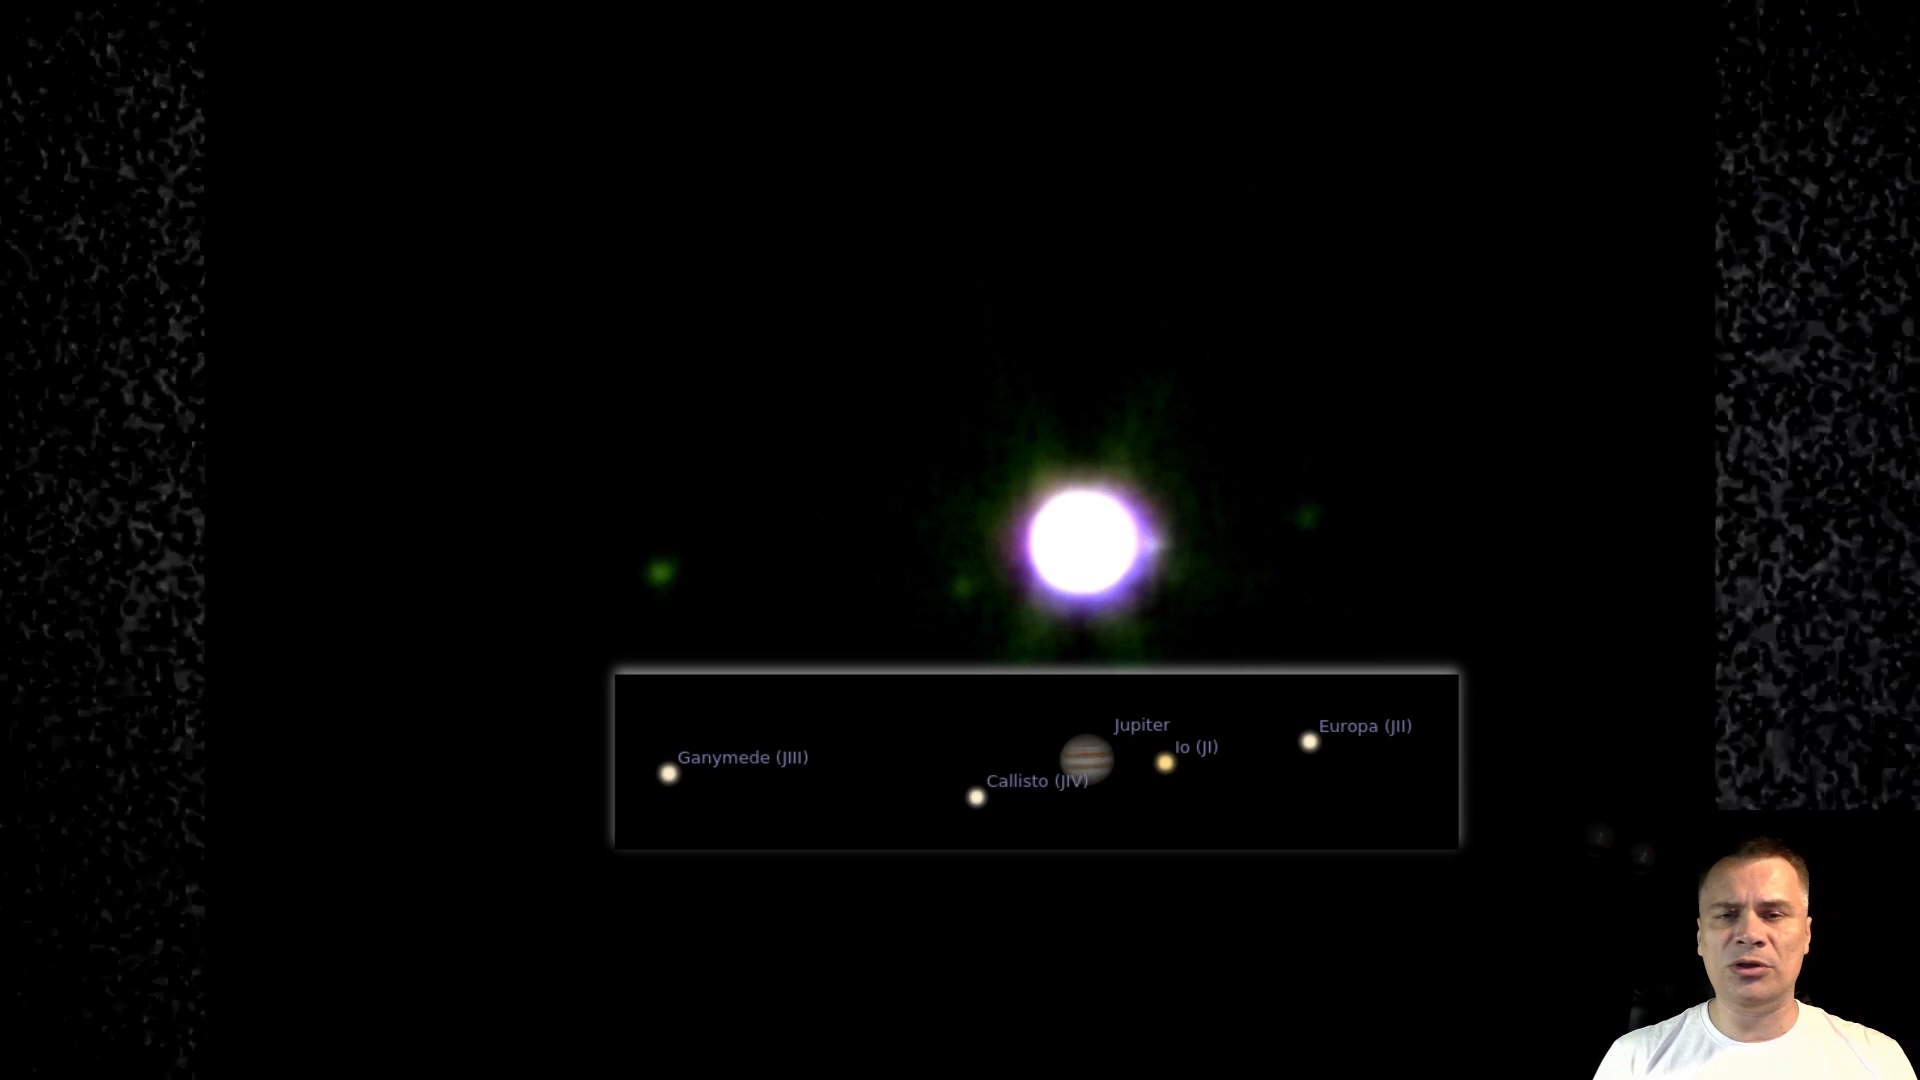 Jupiter
Europa (JII)
Io (JI)
Ganymede (JIII)
Callisto (JIV)